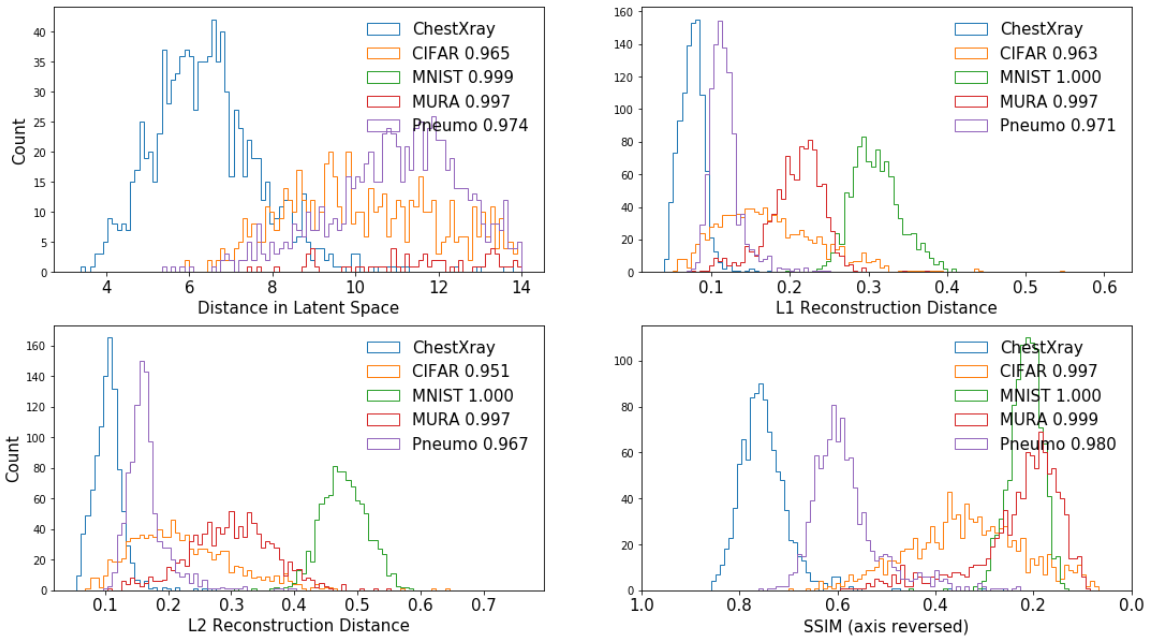 ChestXray
CIFAR 0.965
MNIST 0.999
MURA 0.997
Pneumo 0.974
Count
40
35
30
25
20
15
10
5
0
4 6 8 10 12 14
Distance in Latent Space
ChestXray
CIFAR 0.963
MNIST 1.000
MURA 0.997
Pneumo 0.971
160
140
120
100
80
60
40
20
0
0.1 0.2 0.3 0.4 0.5 0.6
L1 Reconstruction Distance
ChestXray
CIFAR 0.951
MNIST 1.000
MURA 0.997
Pneumo 0.967
Count
160
140
120
100
80
60
40
20
0
0.1 0.2 0.3 0.4 0.5 0.6 0.7
L2 Reconstruction Distance
ChestXray
CIFAR 0.997
MNIST 1.000
MURA 0.999
Pneumo 0.980
100
80
60
40
20
0
1.0 0.8 0.6 0.4 0.2 0.0
SSIM (axis reversed)